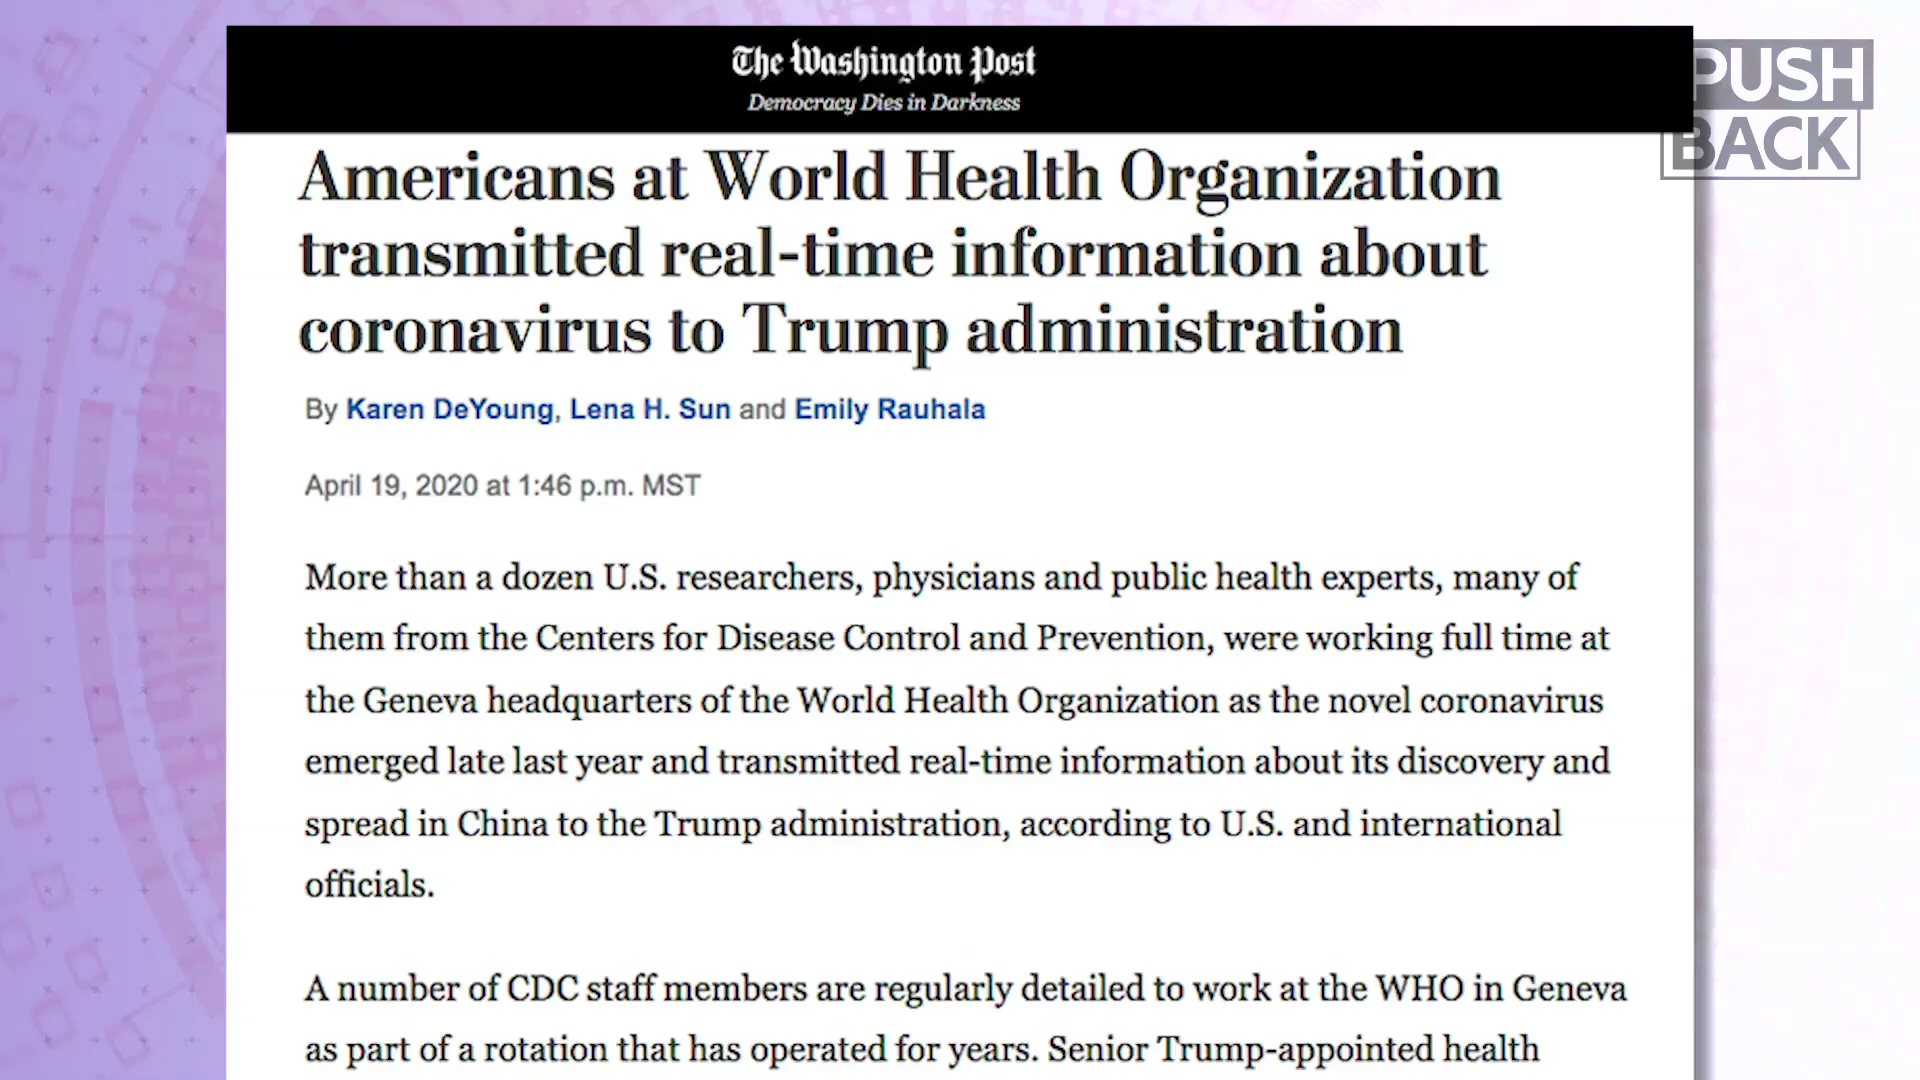 The Washington Post
Democracy Dies in Darkness
PUSH
BACK
Americans at World Health Organization
transmitted real-time information about
coronavirus to Trump administration
By Karen DeYoung, Lena H. Sun and Emily Rauhala
April 19, 2020 at 1:46 p.m. MST
More than a dozen U.S. researchers, physicians and public health experts, many of
them from the Centers for Disease Control and Prevention, were working full time at
the Geneva headquarters of the World Health Organization as the novel coronavirus
emerged late last year and transmitted real-time information about its discovery and
spread in China to the Trump administration, according to U.S. and international
officials.
A number of CDC staff members are regularly detailed to work at the WHO in Geneva
as part of a rotation that has operated for years. Senior Trump-appointed health